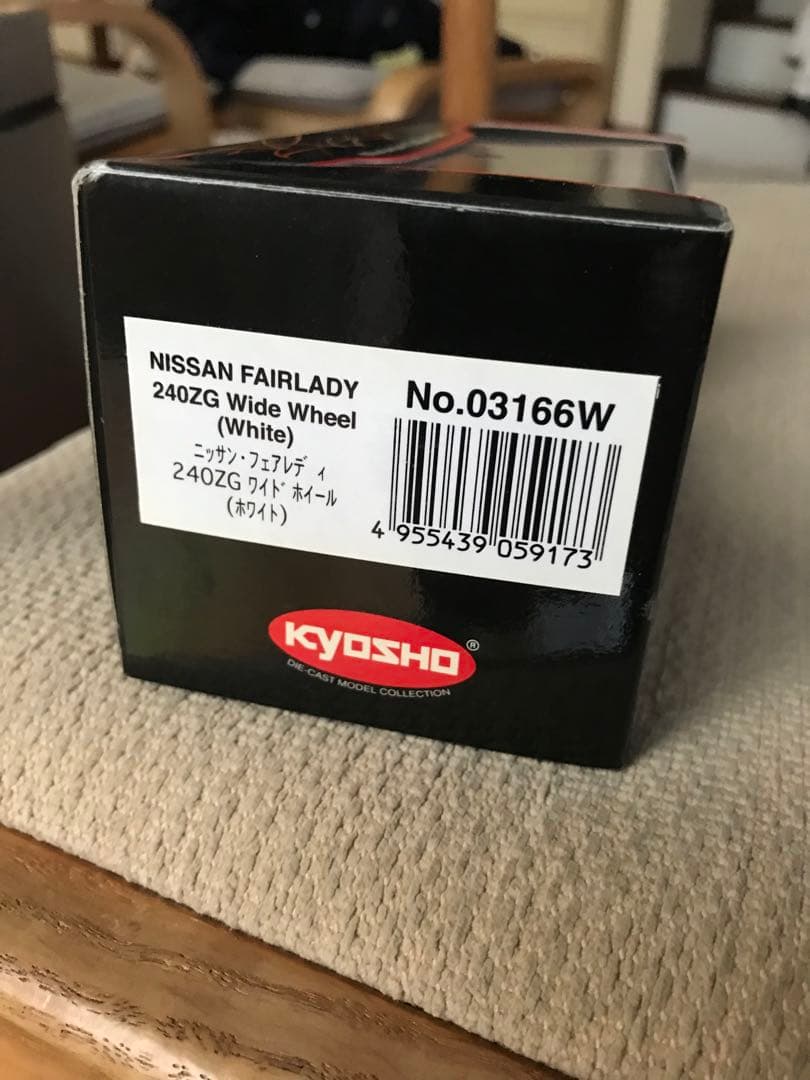 NISSAN FAIRLADY
240ZG Wide Wheel
(White)
ニッサン・フェアレディ
240ZG ワイド ホイール
(ホワイト)
No.03166W
4 955439 059173
KYOSHO®
DIE-CAST MODEL COLLECTION